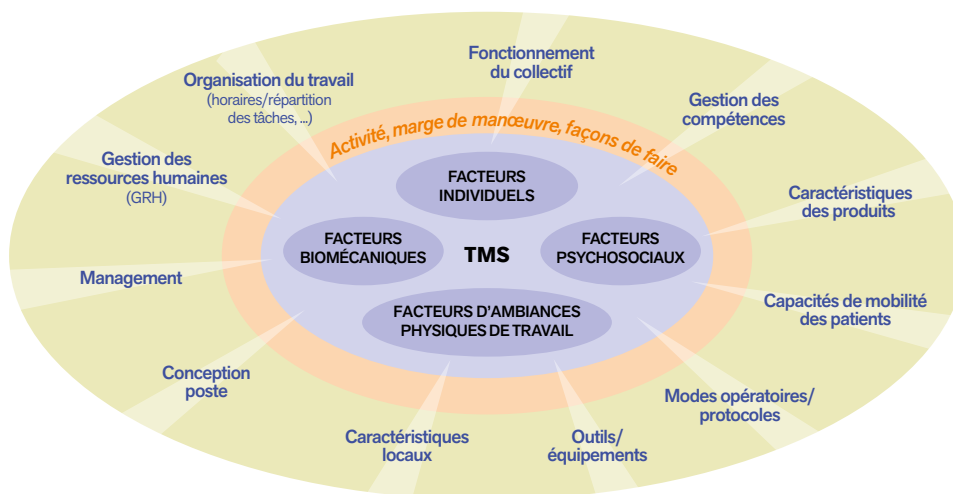 Fonctionnement
du collectif
Organisation du travail
(horaires/répartition
des tâches, ...)
Gestion des
compétences
Activité, marge de manœuvre, façons de faire
Gestion des
ressources humaines
(GRH)
FACTEURS
INDIVIDUELS
Caractéristiques
des produits
FACTEURS
BIOMÉCANIQUES
TMS
FACTEURS
PSYCHOSOCIAUX
Management
FACTEURS D'AMBIANCES
PHYSIQUES DE TRAVAIL
Capacités de mobilité
des patients
Conception
poste
Modes opératoires/
protocoles
Caractéristiques
locaux
Outils/
équipements